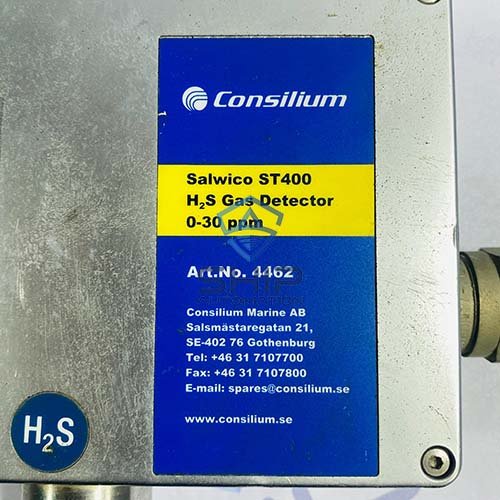 Consilium
Salwico ST400
H₂S Gas Detector
0-30 ppm
Art.No. 4462
Consilium Marine AB
Salsmästaregatan 21,
SE-402 76 Gothenburg
Tel: +46 31 7107700
Fax: +46 31 7107800
E-mail: spares@consilium.se
www.consilium.se
H₂S